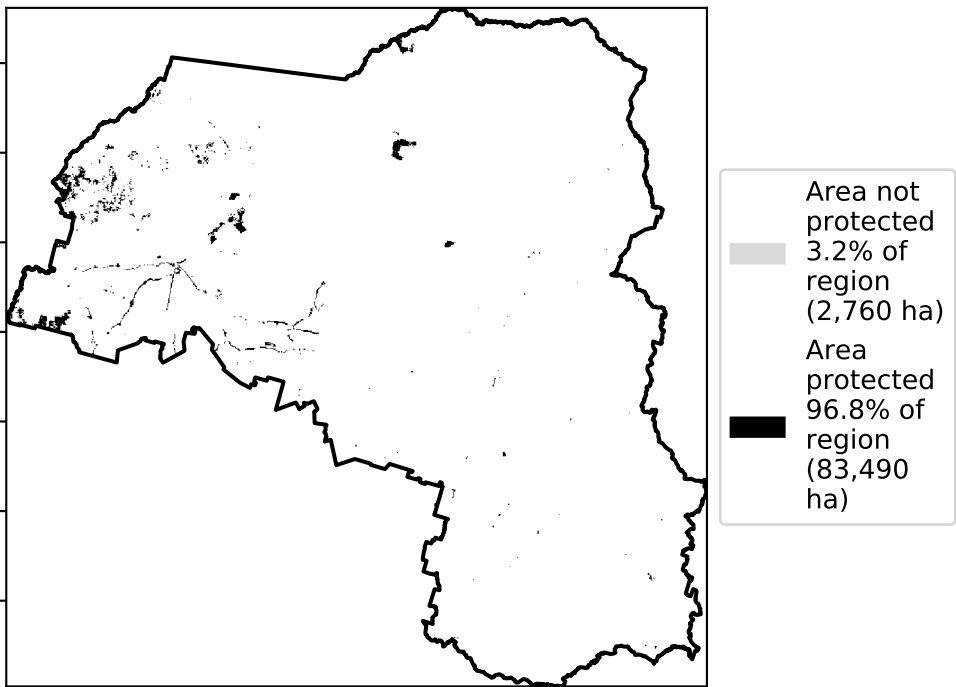 Area not
protected
3.2% of
region
(2,760 ha)
Area
protected
96.8% of
region
(83,490
ha)